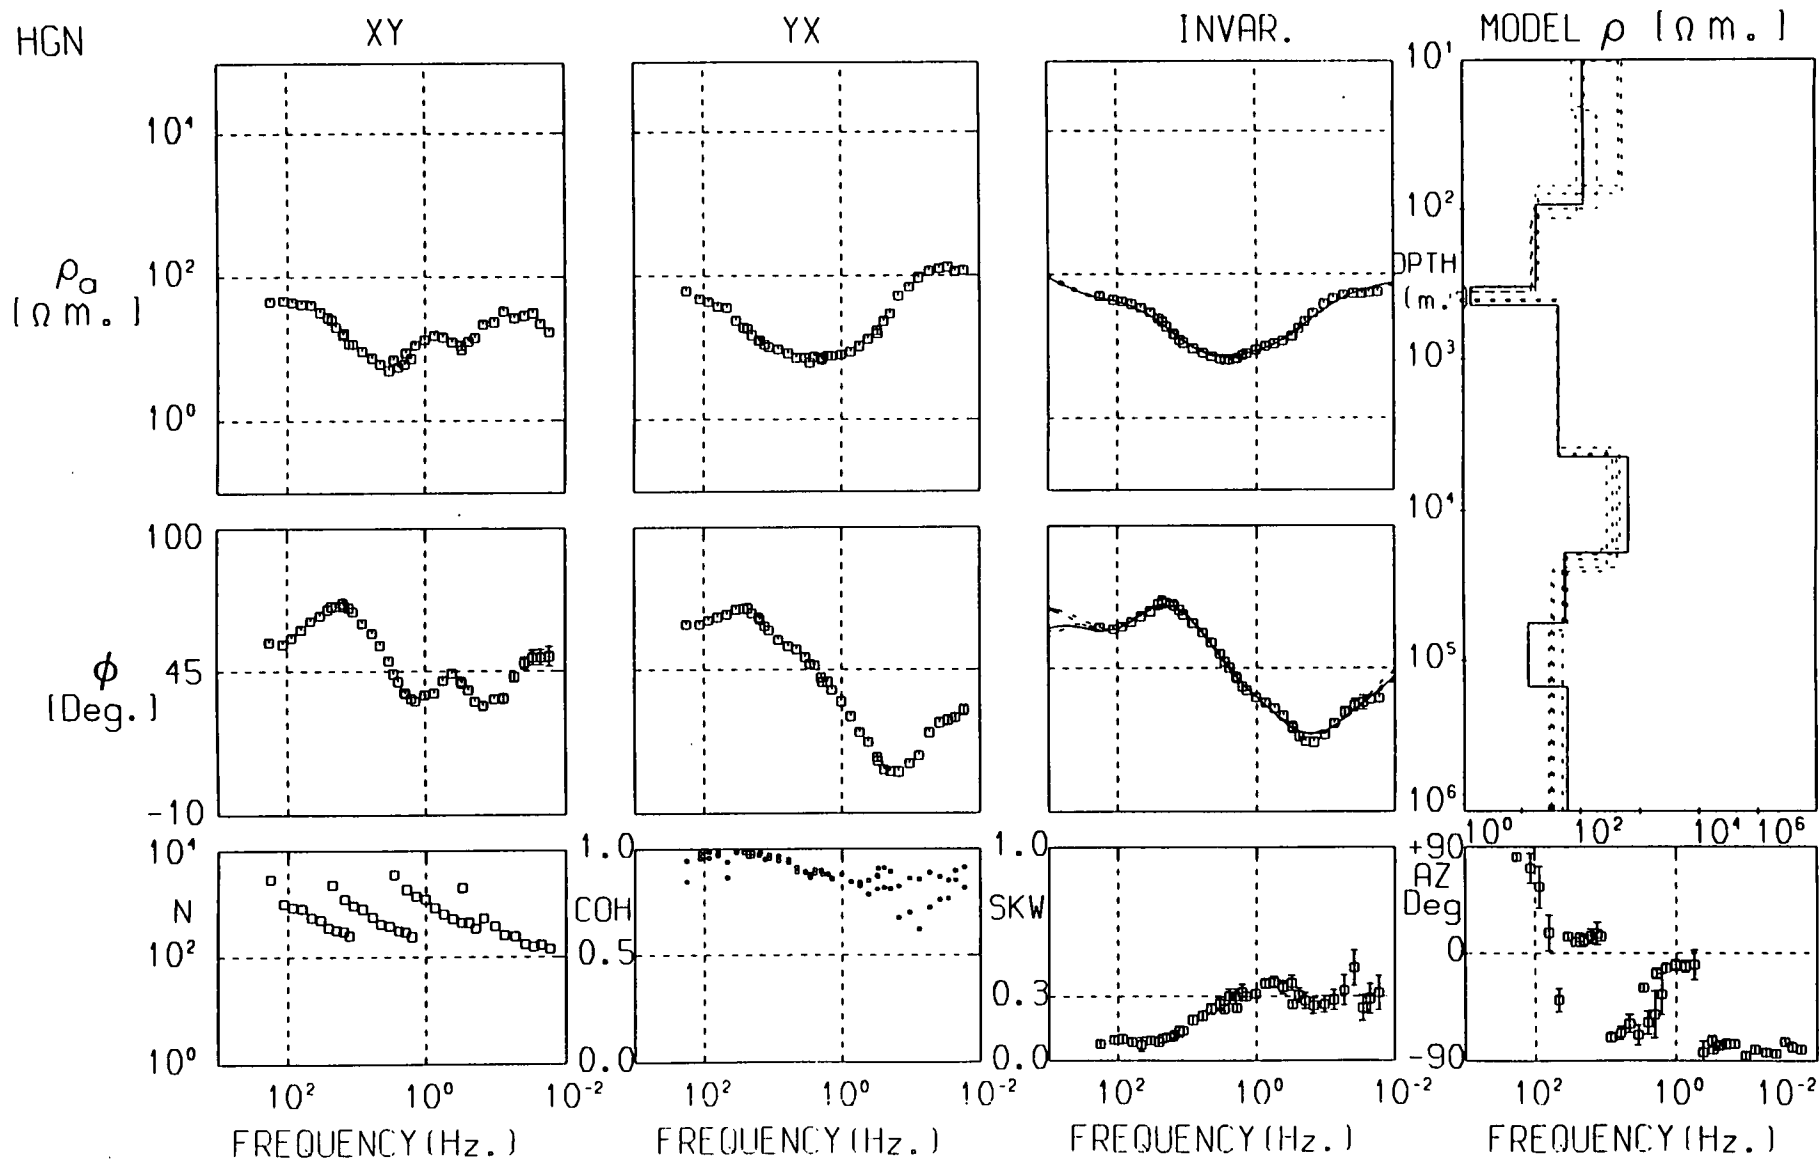 HGN XY YX INVAR. MODEL ρ (Ω m.)
10⁴
10²
10⁰
ρa
(Ω m.)
10¹
10²
DPTH
(m.)
10³
10⁴
10⁵
10⁶
100
45
-10
φ
(Deg.)
10⁰ 10² 10⁴ 10⁶
10⁴
N
10²
10⁰
1.0
COH
0.5
0.0
1.0
SKW
0.3
0.0
+90
AZ
Deg
0
-90
10² 10⁰ 10⁻² 10² 10⁰ 10² 10⁰ 10⁻² 10² 10⁰ 10⁻²
FREQUENCY(Hz.) FREQUENCY(Hz.) FREQUENCY(Hz.) FREQUENCY(Hz.)